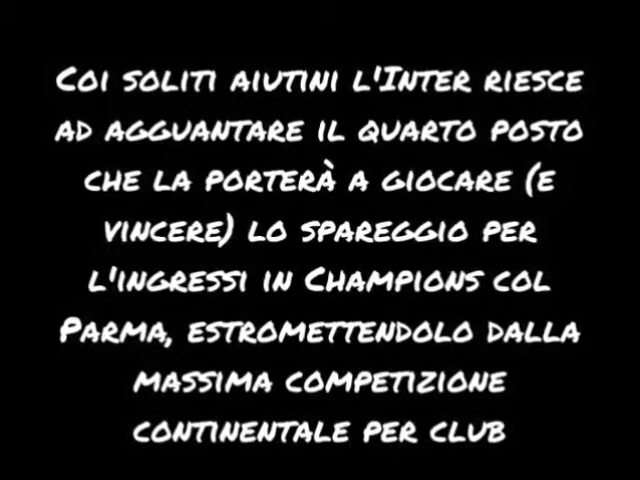 Coi soliti aiutini l'Inter riesce
ad agguantare il quarto posto
che la porterà a giocare (e
vincere) lo spareggio per
l'ingressi in Champions col
Parma, estromettendolo dalla
massima competizione
continentale per club